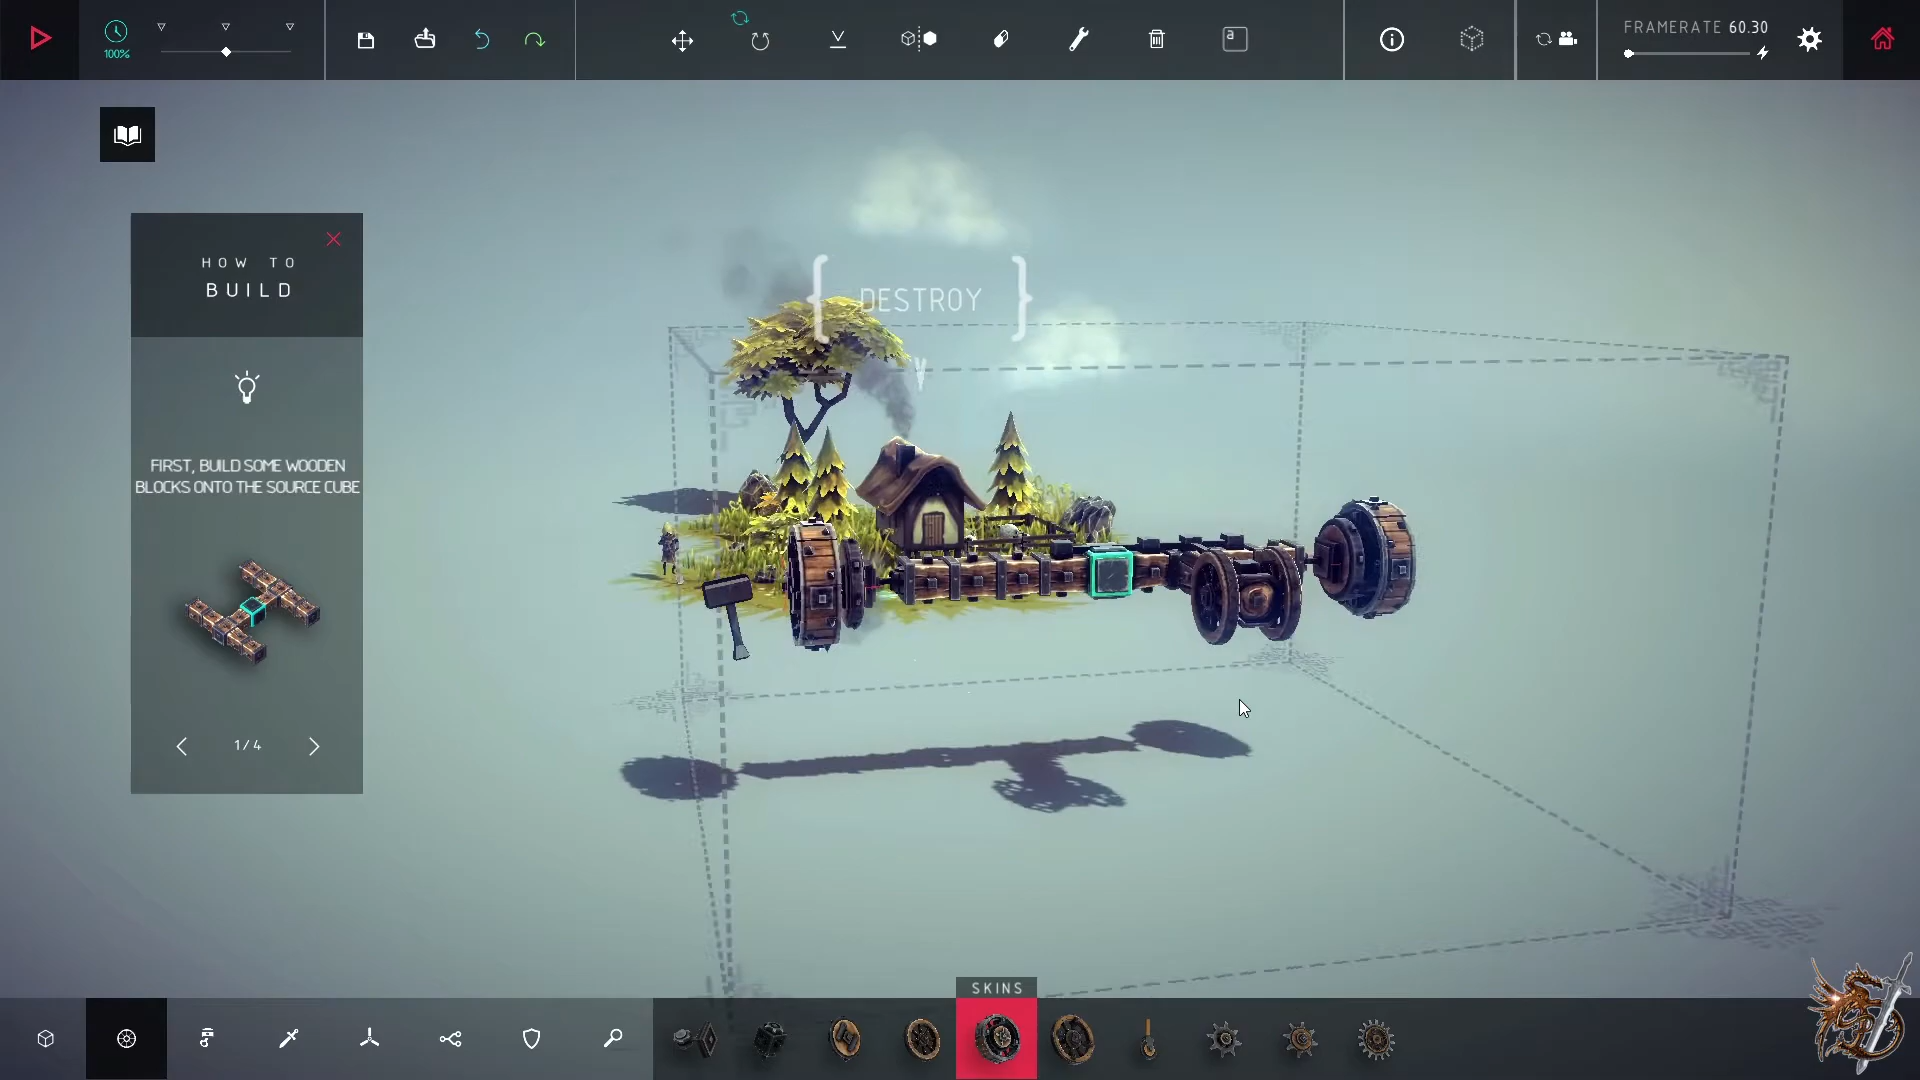 100%
a
FRAMERATE 60.30
HOW TO
BUILD
DESTROY
FIRST, BUILD SOME WOODEN
BLOCKS ONTO THE SOURCE CUBE
1/4
SKINS